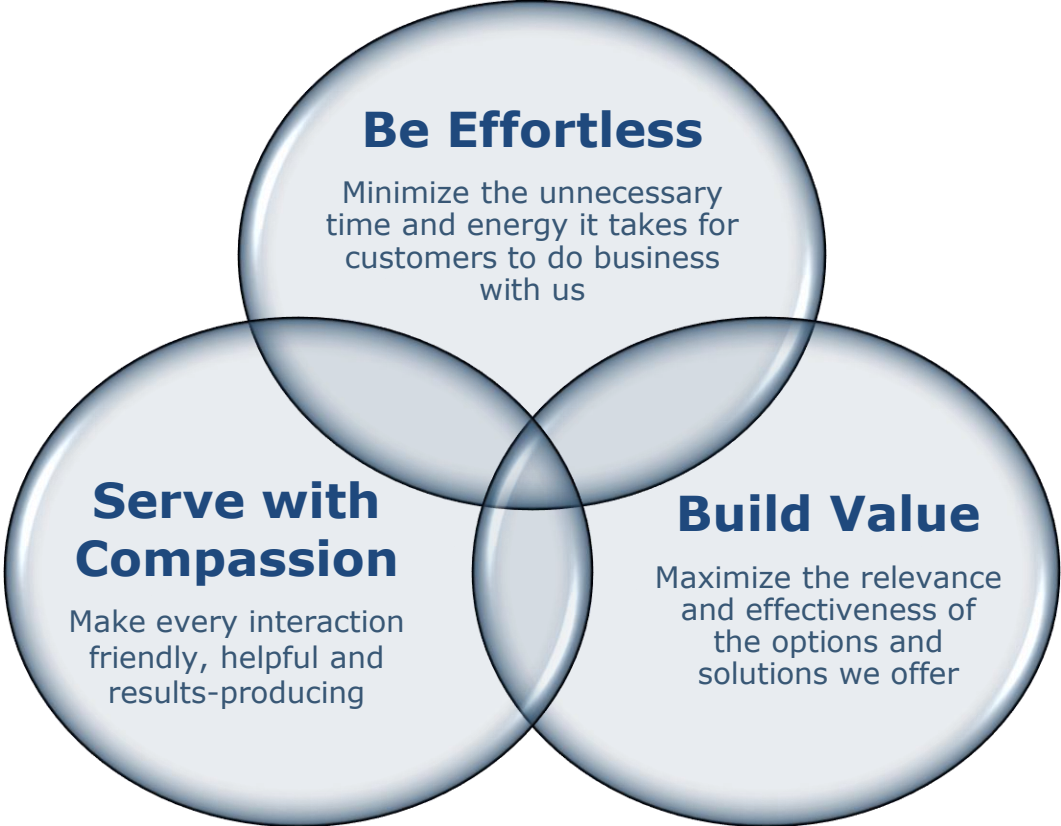 Be Effortless
Minimize the unnecessary
time and energy it takes for
customers to do business
with us
Serve with
Compassion
Make every interaction
friendly, helpful and
results-producing
Build Value
Maximize the relevance
and effectiveness of
the options and
solutions we offer